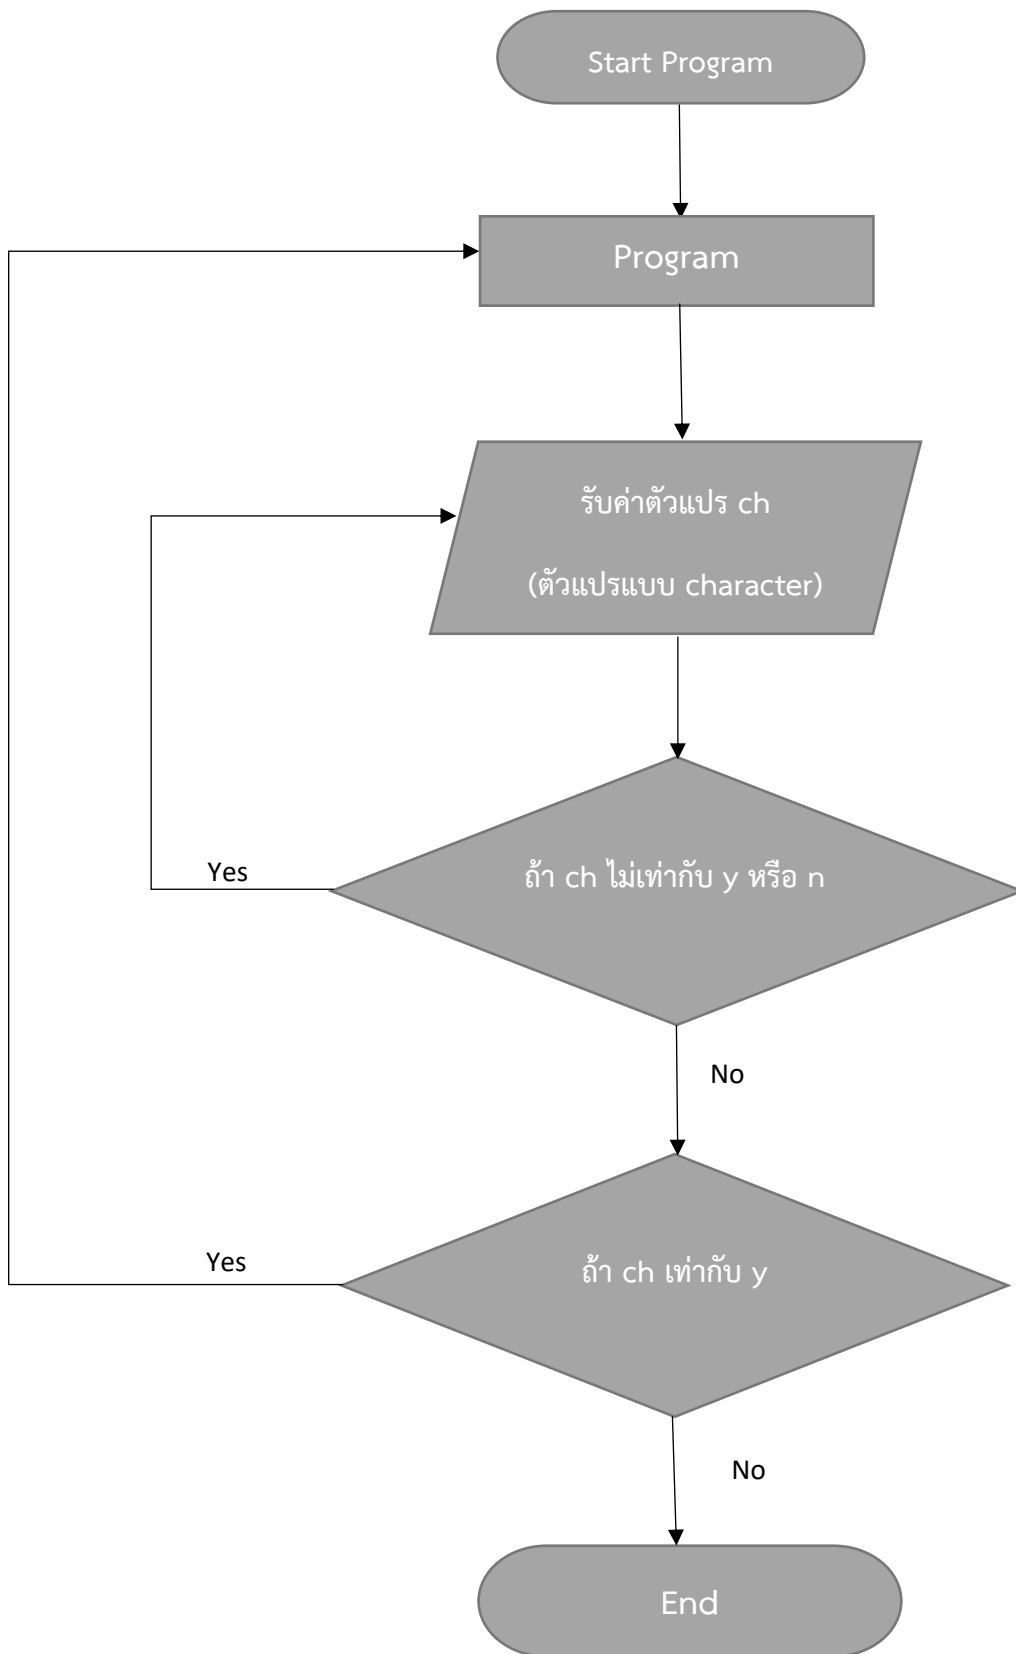 Start Program
Program
รับค่าตัวแปร ch
(ตัวแปรแบบ character)
ถ้า ch ไม่เท่ากับ y หรือ n
Yes
No
ถ้า ch เท่ากับ y
Yes
No
End